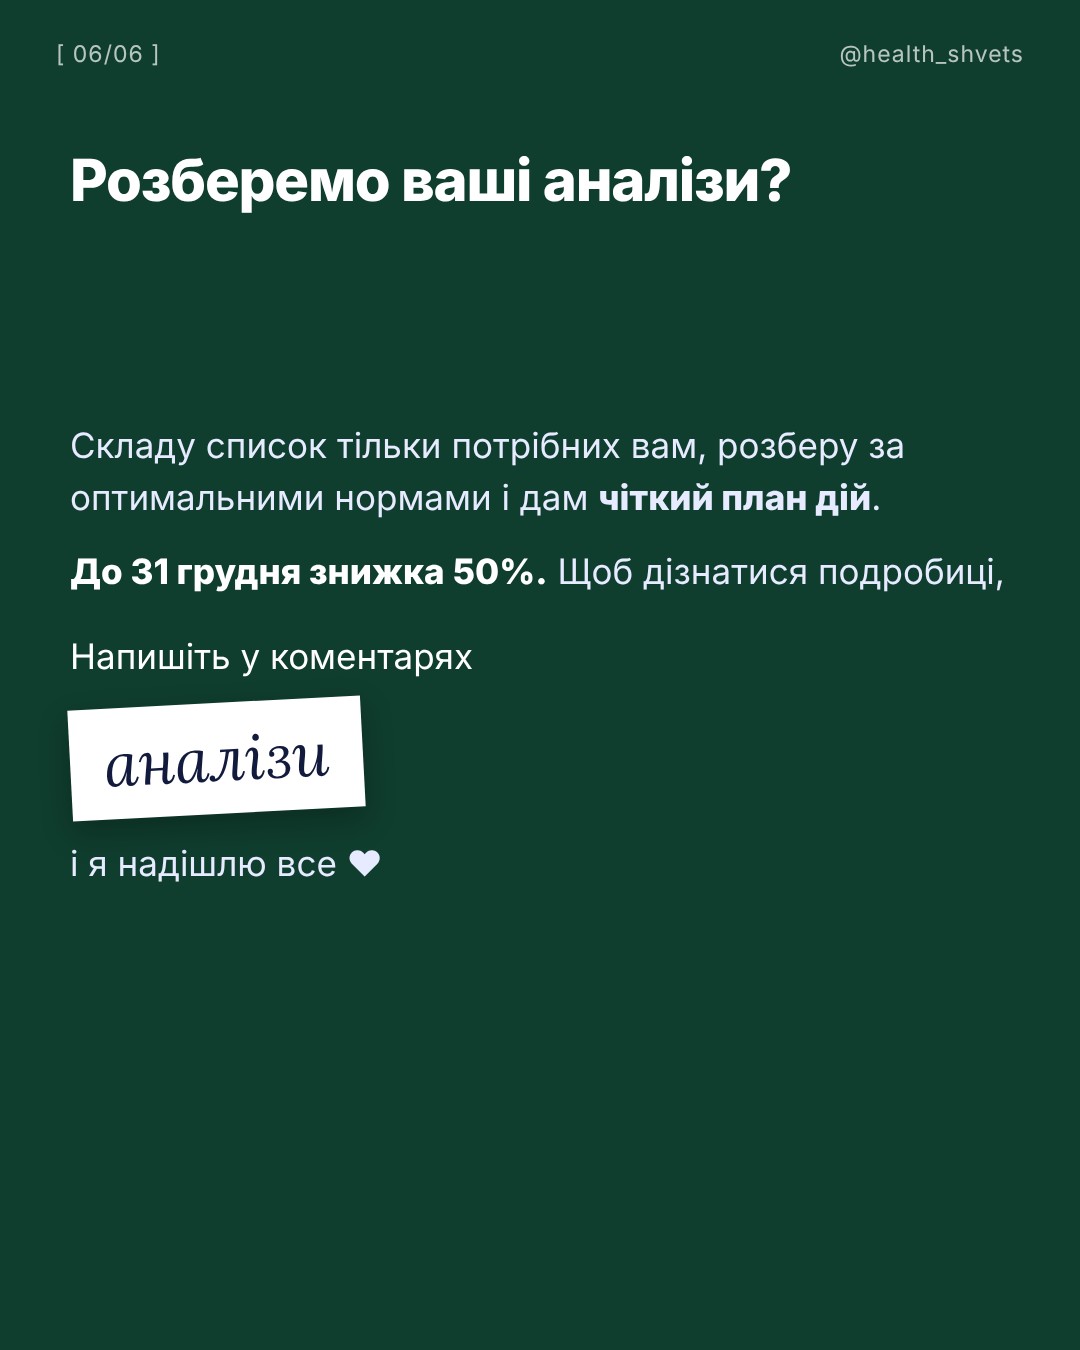 [ 06/06 ]
@health_shvets
Розберемо ваші аналізи?
Складу список тільки потрібних вам, розберу за
оптимальними нормами і дам чіткий план дій.
До 31 грудня знижка 50%. Щоб дізнатися подробиці,
Напишіть у коментарях
аналізи
і я надішлю все ♥